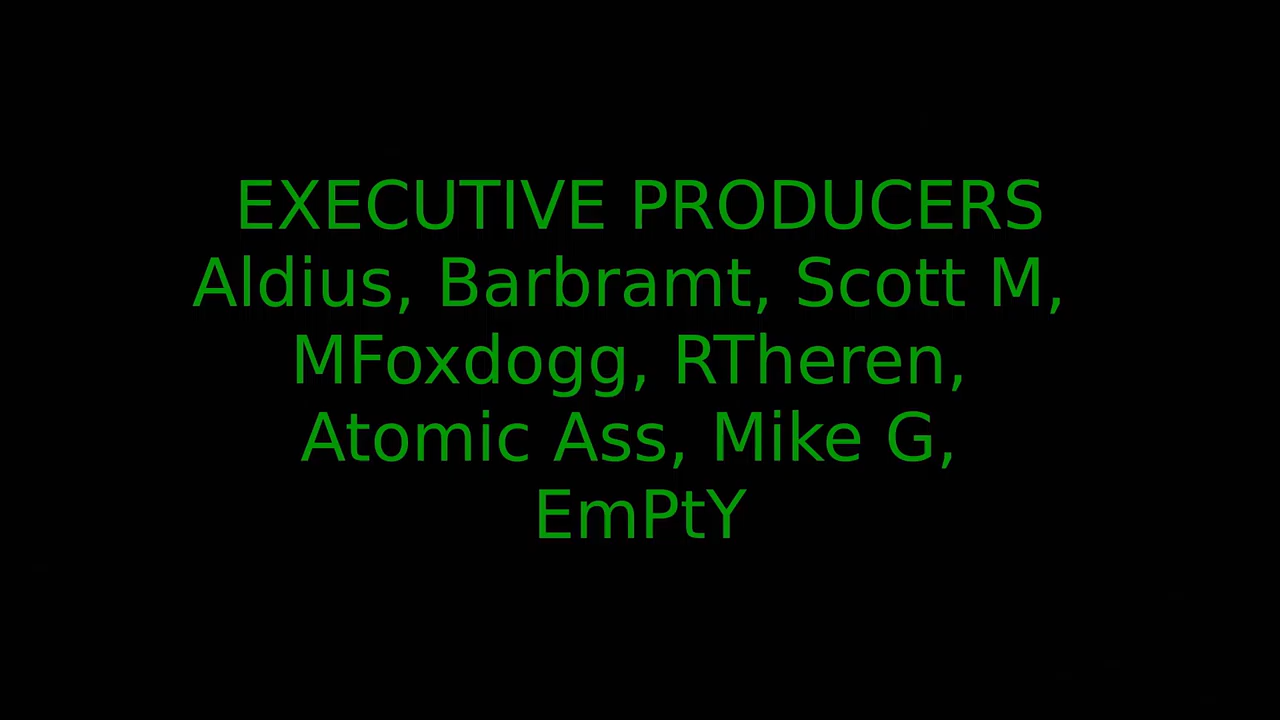 EXECUTIVE PRODUCERS
Aldius, Barbramt, Scott M,
MFoxdogg, RTheren,
Atomic Ass, Mike G,
EmPtY